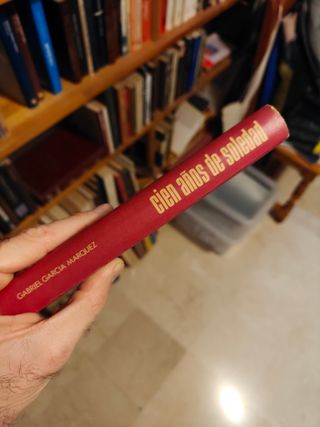 GABRIEL GARCIA MARQUEZ
cien años de soledad